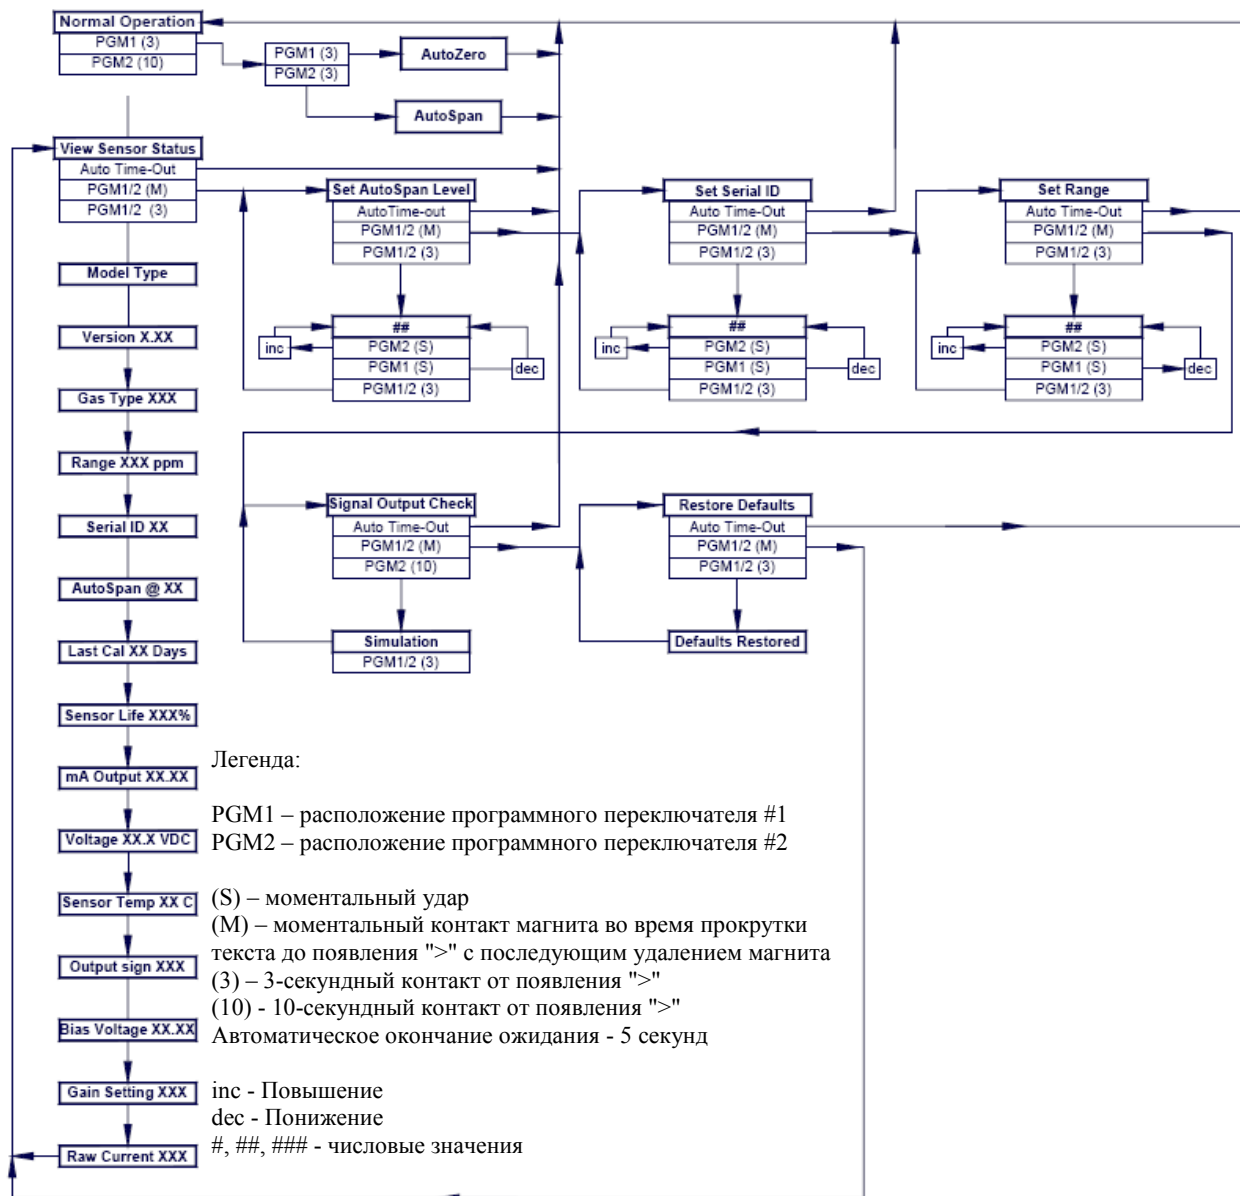 Normal Operation
PGM1 (3)
PGM2 (10)
PGM1 (3)
PGM2 (3)
AutoZero
AutoSpan
View Sensor Status
Auto Time-Out
PGM1/2 (M)
PGM1/2 (3)
Set AutoSpan Level
AutoTime-out
PGM1/2 (M)
PGM1/2 (3)
##
PGM2 (S)
PGM1 (S)
PGM1/2 (3)
inc
dec
Set Serial ID
Auto Time-Out
PGM1/2 (M)
PGM1/2 (3)
##
PGM2 (S)
PGM1 (S)
PGM1/2 (3)
inc
dec
Set Range
Auto Time-Out
PGM1/2 (M)
PGM1/2 (3)
##
PGM2 (S)
PGM1 (S)
PGM1/2 (3)
inc
dec
Signal Output Check
Auto Time-Out
PGM1/2 (M)
PGM2 (10)
Simulation
PGM1/2 (3)
Restore Defaults
Auto Time-Out
PGM1/2 (M)
PGM1/2 (3)
Defaults Restored
Model Type
Version X.XX
Gas Type XXX
Range XXX ppm
Serial ID XX
AutoSpan @ XX
Last Cal XX Days
Sensor Life XXX%
mA Output XX.XX
Voltage XX.X VDC
Sensor Temp XX C
Output sign XXX
Bias Voltage XX.XX
Gain Setting XXX
Raw Current XXX
Легенда:
PGM1 – расположение программного переключателя #1
PGM2 – расположение программного переключателя #2
(S) – моментальный удар
(M) – моментальный контакт магнита во время прокрутки
текста до появления ">" с последующим удалением магнита
(3) – 3-секундный контакт от появления ">"
(10) - 10-секундный контакт от появления ">"
Автоматическое окончание ожидания - 5 секунд
inc - Повышение
dec - Понижение
#, ##, ### - числовые значения